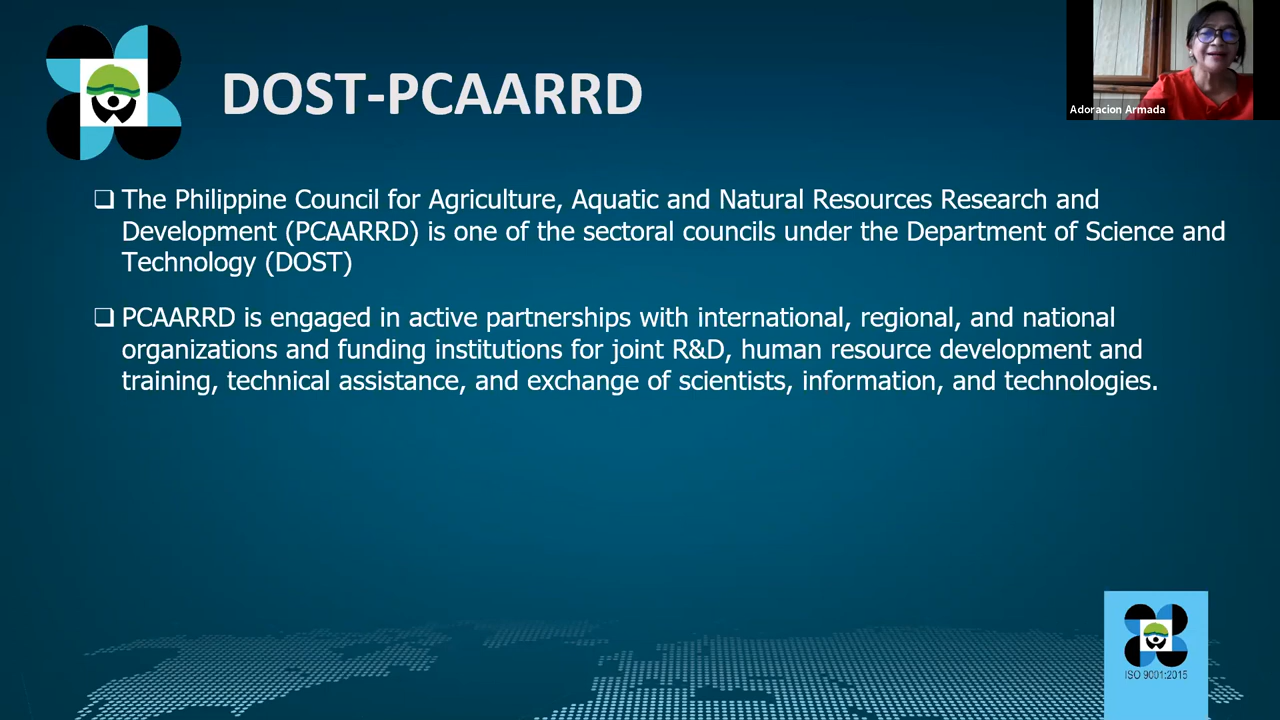 DOST-PCAARRD
Adoracion Armada
❑ The Philippine Council for Agriculture, Aquatic and Natural Resources Research and
Development (PCAARRD) is one of the sectoral councils under the Department of Science and
Technology (DOST)
❑ PCAARRD is engaged in active partnerships with international, regional, and national
organizations and funding institutions for joint R&D, human resource development and
training, technical assistance, and exchange of scientists, information, and technologies.
ISO 9001:2015